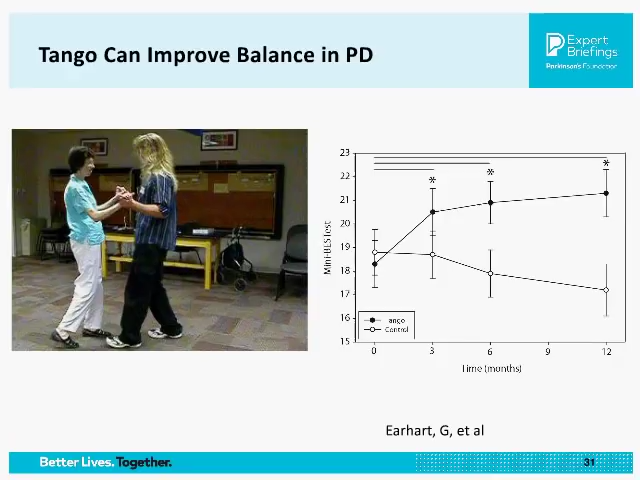 Tango Can Improve Balance in PD
Expert
Briefings
Parkinson's Foundation
23
22
21
20
19
18
17
16
15
MiniBESTest
Tango
Control
0
3
6
9
12
Time (months)
*
*
*
Earhart, G, et al
Better Lives. Together.
31